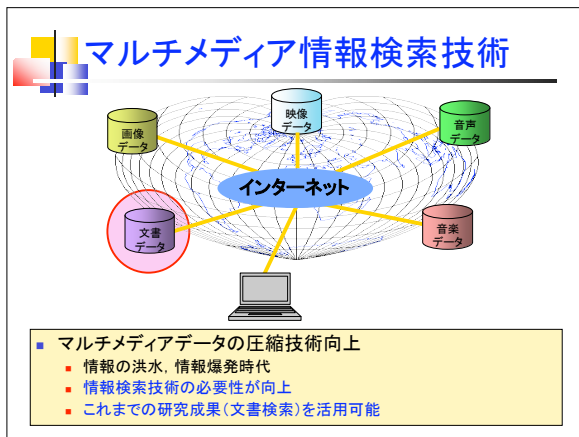 マルチメディア情報検索技術
映像
データ
画像
データ
音声
データ
インターネット
文書
データ
音楽
データ
マルチメディアデータの圧縮技術向上
情報の洪水，情報爆発時代
情報検索技術の必要性が向上
これまでの研究成果（文書検索）を活用可能